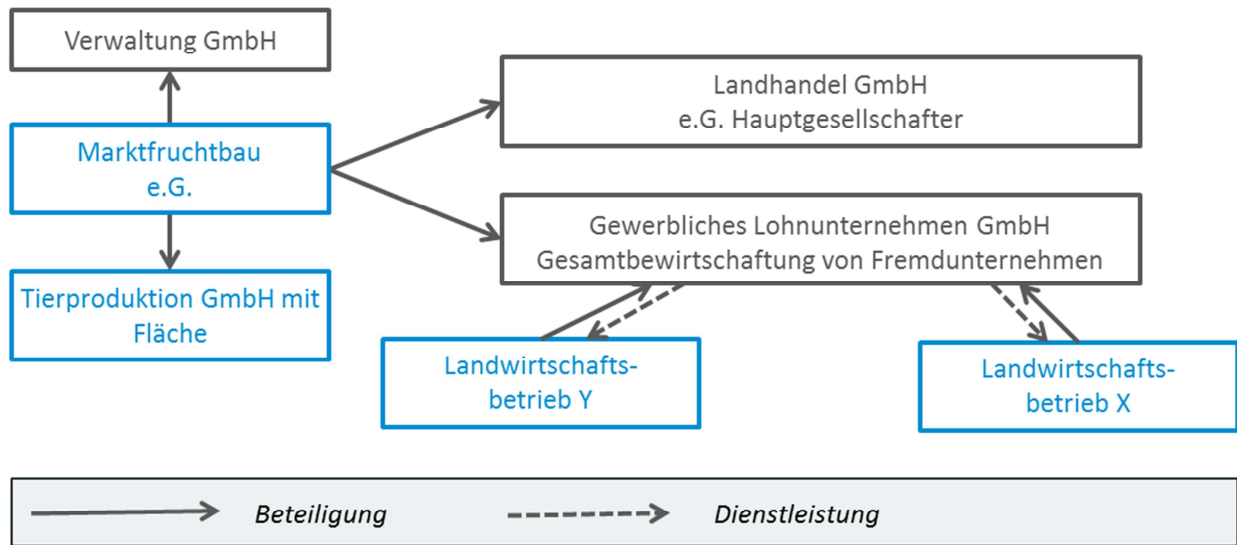 Verwaltung GmbH
Marktfruchtbau
e.G.
Tierproduktion GmbH mit
Fläche
Landhandel GmbH
e.G. Hauptgesellschafter
Gewerbliches Lohnunternehmen GmbH
Gesamtbewirtschaftung von Fremdunternehmen
Landwirtschafts-
betrieb Y
Landwirtschafts-
betrieb X
Beteiligung
Dienstleistung